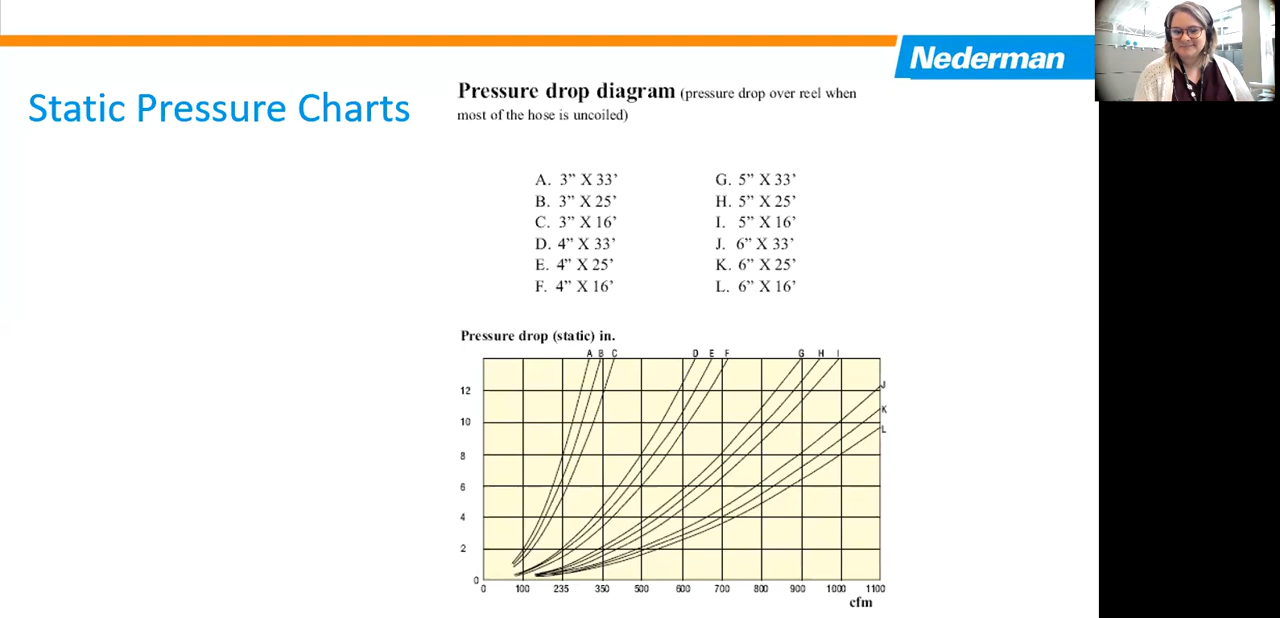 Nederman
Static Pressure Charts
Pressure drop diagram (pressure drop over reel when
most of the hose is uncoiled)
A. 3” X 33’
B. 3” X 25’
C. 3” X 16’
D. 4” X 33’
E. 4” X 25’
F. 4” X 16’
G. 5” X 33’
H. 5” X 25’
I. 5” X 16’
J. 6” X 33’
K. 6” X 25’
L. 6” X 16’
Pressure drop (static) in.
A B C D E F G H I
J
K
L
12
10
8
6
4
2
0
0 100 235 350 500 600 700 800 900 1000 1100
cfm